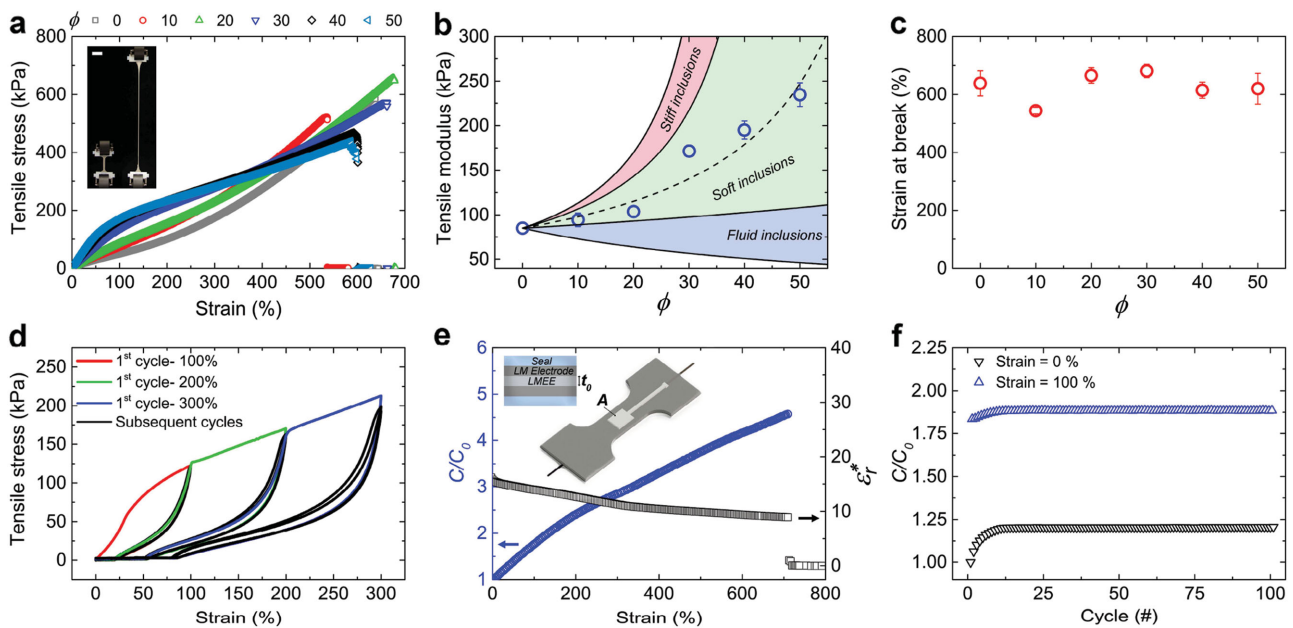 a
ϕ 0 10 20 30 40 50
Tensile stress (kPa)
800
600
400
200
0
0 100 200 300 400 500 600 700
Strain (%)
b
Tensile modulus (kPa)
300
250
200
150
100
50
Stiff inclusions
Soft inclusions
Fluid inclusions
0 10 20 30 40 50
ϕ
c
Strain at break (%)
800
600
400
200
0
0 10 20 30 40 50
ϕ
d
1st cycle- 100%
1st cycle- 200%
1st cycle- 300%
Subsequent cycles
Tensile stress (kPa)
250
200
150
100
50
0
0 50 100 150 200 250 300
Strain (%)
e
Seal
LM Electrode
LMEE
t0
A
C/C0
6
5
4
3
2
1
40
30
20
10
0
εr*
0 200 400 600 800
Strain (%)
f
Strain = 0 %
Strain = 100 %
C/C0
2.25
2.00
1.75
1.50
1.25
1.00
0 25 50 75 100
Cycle (#)